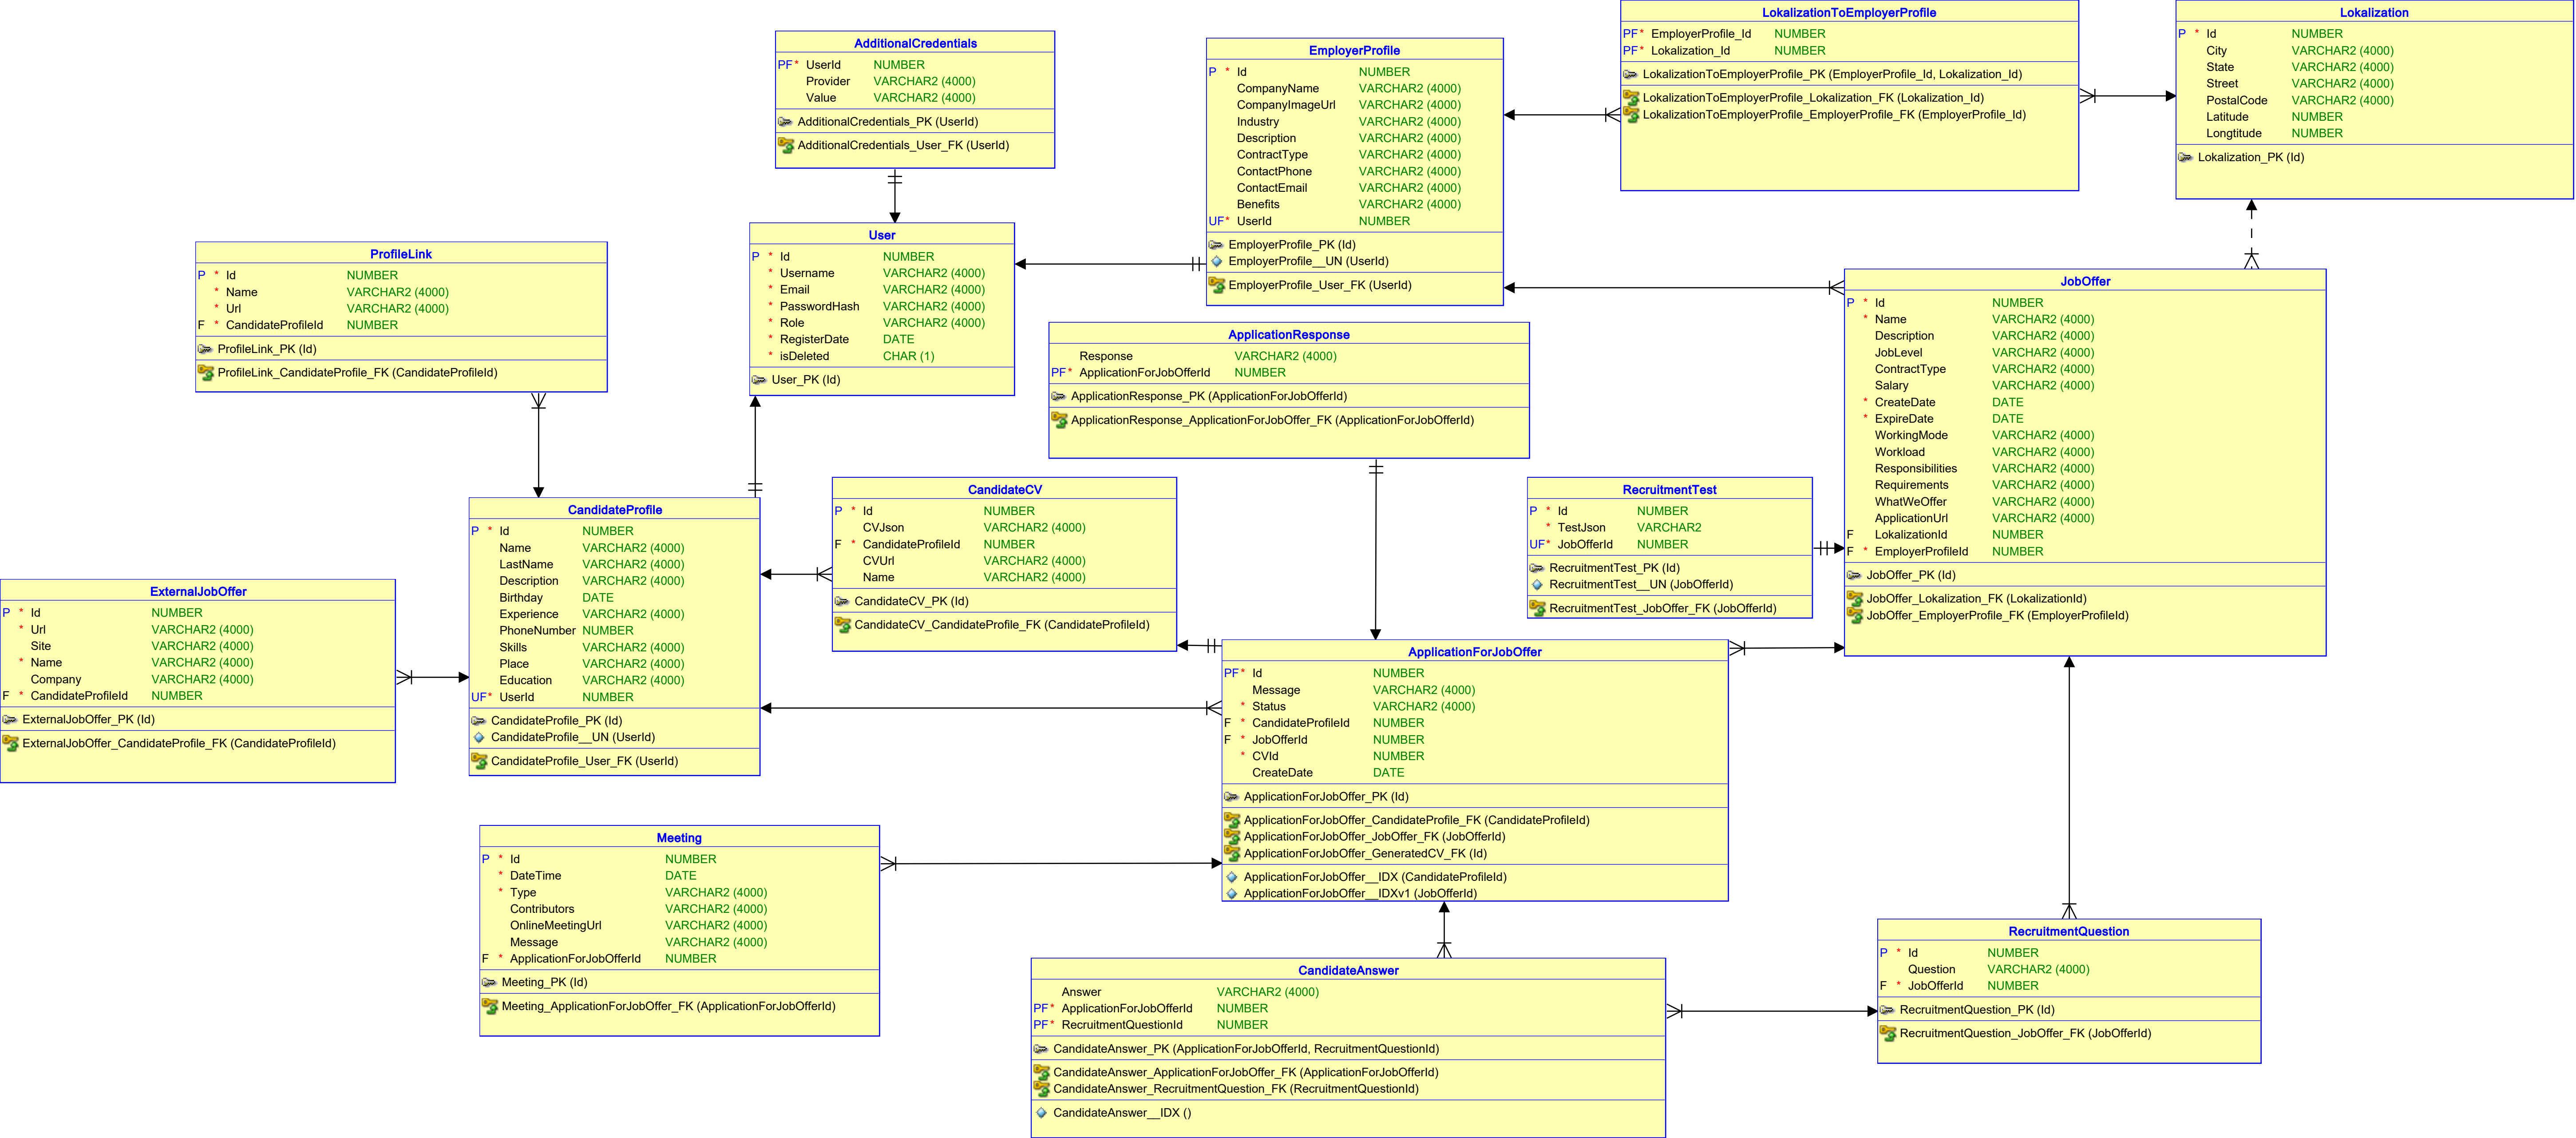 AdditionalCredentials
PF* UserId NUMBER
Provider VARCHAR2 (4000)
Value VARCHAR2 (4000)
AdditionalCredentials_PK (UserId)
AdditionalCredentials_User_FK (UserId)
EmployerProfile
P * Id NUMBER
CompanyName VARCHAR2 (4000)
CompanyImageUrl VARCHAR2 (4000)
Industry VARCHAR2 (4000)
Description VARCHAR2 (4000)
ContractType VARCHAR2 (4000)
ContactPhone VARCHAR2 (4000)
ContactEmail VARCHAR2 (4000)
Benefits VARCHAR2 (4000)
UF* UserId NUMBER
EmployerProfile_PK (Id)
EmployerProfile__UN (UserId)
EmployerProfile_User_FK (UserId)
LokalizationToEmployerProfile
PF* EmployerProfile_Id NUMBER
PF* Lokalization_Id NUMBER
LokalizationToEmployerProfile_PK (EmployerProfile_Id, Lokalization_Id)
LokalizationToEmployerProfile_Lokalization_FK (Lokalization_Id)
LokalizationToEmployerProfile_EmployerProfile_FK (EmployerProfile_Id)
Lokalization
P * Id NUMBER
City VARCHAR2 (4000)
State VARCHAR2 (4000)
Street VARCHAR2 (4000)
PostalCode VARCHAR2 (4000)
Latitude NUMBER
Longtitude NUMBER
Lokalization_PK (Id)
ProfileLink
P * Id NUMBER
* Name VARCHAR2 (4000)
* Url VARCHAR2 (4000)
F * CandidateProfileId NUMBER
ProfileLink_PK (Id)
ProfileLink_CandidateProfile_FK (CandidateProfileId)
User
P * Id NUMBER
* Username VARCHAR2 (4000)
* Email VARCHAR2 (4000)
* PasswordHash VARCHAR2 (4000)
* Role VARCHAR2 (4000)
* RegisterDate DATE
* isDeleted CHAR (1)
User_PK (Id)
ApplicationResponse
Response VARCHAR2 (4000)
PF* ApplicationForJobOfferId NUMBER
ApplicationResponse_PK (ApplicationForJobOfferId)
ApplicationResponse_ApplicationForJobOffer_FK (ApplicationForJobOfferId)
JobOffer
P * Id NUMBER
* Name VARCHAR2 (4000)
Description VARCHAR2 (4000)
JobLevel VARCHAR2 (4000)
ContractType VARCHAR2 (4000)
Salary VARCHAR2 (4000)
* CreateDate DATE
* ExpireDate DATE
WorkingMode VARCHAR2 (4000)
Workload VARCHAR2 (4000)
Responsibilities VARCHAR2 (4000)
Requirements VARCHAR2 (4000)
WhatWeOffer VARCHAR2 (4000)
ApplicationUrl VARCHAR2 (4000)
F LokalizationId NUMBER
F * EmployerProfileId NUMBER
JobOffer_PK (Id)
JobOffer_Lokalization_FK (LokalizationId)
JobOffer_EmployerProfile_FK (EmployerProfileId)
CandidateProfile
P * Id NUMBER
Name VARCHAR2 (4000)
LastName VARCHAR2 (4000)
Description VARCHAR2 (4000)
Birthday DATE
Experience VARCHAR2 (4000)
PhoneNumber NUMBER
Skills VARCHAR2 (4000)
Place VARCHAR2 (4000)
Education VARCHAR2 (4000)
UF* UserId NUMBER
CandidateProfile_PK (Id)
CandidateProfile__UN (UserId)
CandidateProfile_User_FK (UserId)
CandidateCV
P * Id NUMBER
CVJson VARCHAR2 (4000)
F * CandidateProfileId NUMBER
CVUrl VARCHAR2 (4000)
Name VARCHAR2 (4000)
CandidateCV_PK (Id)
CandidateCV_CandidateProfile_FK (CandidateProfileId)
RecruitmentTest
P * Id NUMBER
* TestJson VARCHAR2
UF* JobOfferId NUMBER
RecruitmentTest_PK (Id)
RecruitmentTest__UN (JobOfferId)
RecruitmentTest_JobOffer_FK (JobOfferId)
ExternalJobOffer
P * Id NUMBER
* Url VARCHAR2 (4000)
Site VARCHAR2 (4000)
* Name VARCHAR2 (4000)
Company VARCHAR2 (4000)
F * CandidateProfileId NUMBER
ExternalJobOffer_PK (Id)
ExternalJobOffer_CandidateProfile_FK (CandidateProfileId)
ApplicationForJobOffer
PF* Id NUMBER
Message VARCHAR2 (4000)
* Status VARCHAR2 (4000)
F * CandidateProfileId NUMBER
F * JobOfferId NUMBER
* CVId NUMBER
CreateDate DATE
ApplicationForJobOffer_PK (Id)
ApplicationForJobOffer_CandidateProfile_FK (CandidateProfileId)
ApplicationForJobOffer_JobOffer_FK (JobOfferId)
ApplicationForJobOffer_GeneratedCV_FK (Id)
ApplicationForJobOffer__IDX (CandidateProfileId)
ApplicationForJobOffer__IDXv1 (JobOfferId)
Meeting
P * Id NUMBER
* DateTime DATE
* Type VARCHAR2 (4000)
Contributors VARCHAR2 (4000)
OnlineMeetingUrl VARCHAR2 (4000)
Message VARCHAR2 (4000)
F * ApplicationForJobOfferId NUMBER
Meeting_PK (Id)
Meeting_ApplicationForJobOffer_FK (ApplicationForJobOfferId)
CandidateAnswer
Answer VARCHAR2 (4000)
PF* ApplicationForJobOfferId NUMBER
PF* RecruitmentQuestionId NUMBER
CandidateAnswer_PK (ApplicationForJobOfferId, RecruitmentQuestionId)
CandidateAnswer_ApplicationForJobOffer_FK (ApplicationForJobOfferId)
CandidateAnswer_RecruitmentQuestion_FK (RecruitmentQuestionId)
CandidateAnswer__IDX ()
RecruitmentQuestion
P * Id NUMBER
Question VARCHAR2 (4000)
F * JobOfferId NUMBER
RecruitmentQuestion_PK (Id)
RecruitmentQuestion_JobOffer_FK (JobOfferId)